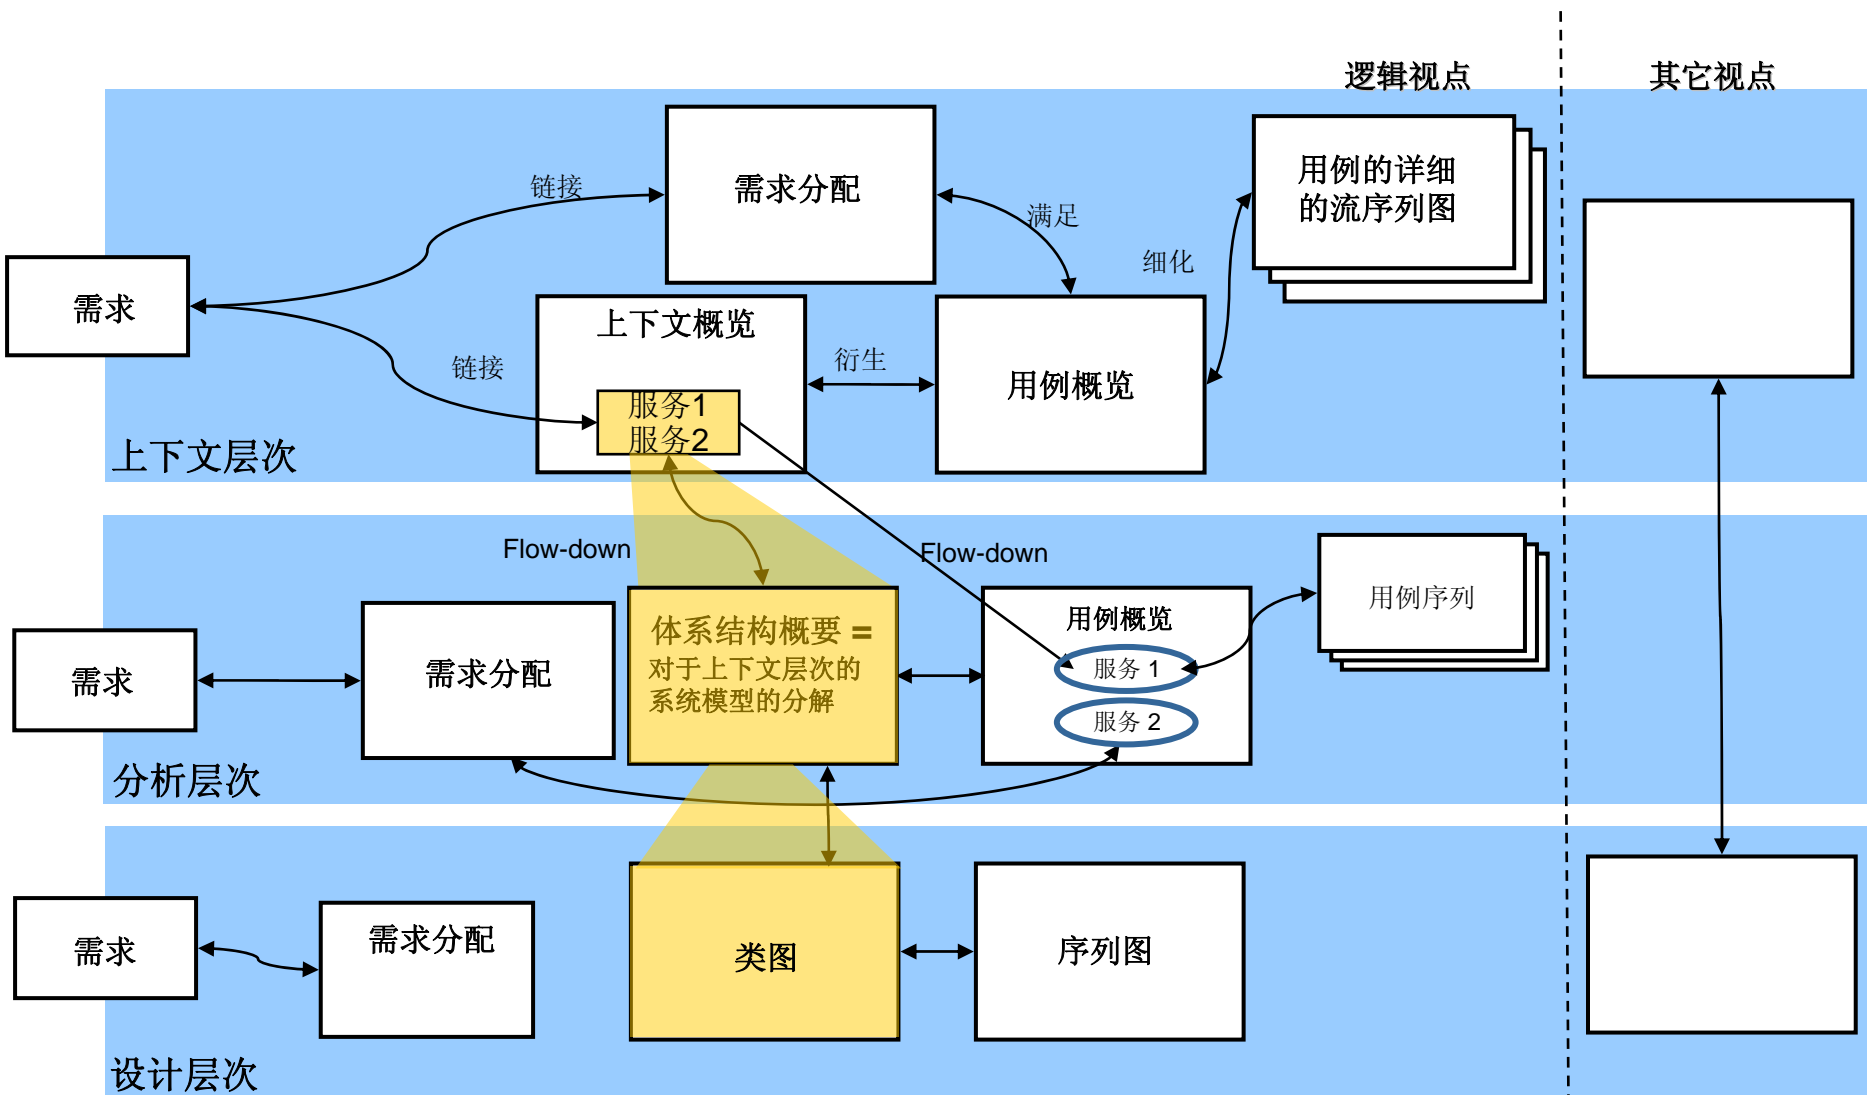 逻辑视点
其它视点
链接
需求分配
满足
用例的详细
的流序列图
细化
需求
上下文概览
链接
衍生
用例概览
服务1
服务2
上下文层次
Flow-down
Flow-down
需求
需求分配
体系结构概要 =
对于上下文层次的
系统模型的分解
用例概览
服务 1
服务 2
用例序列
分析层次
需求
需求分配
类图
序列图
设计层次